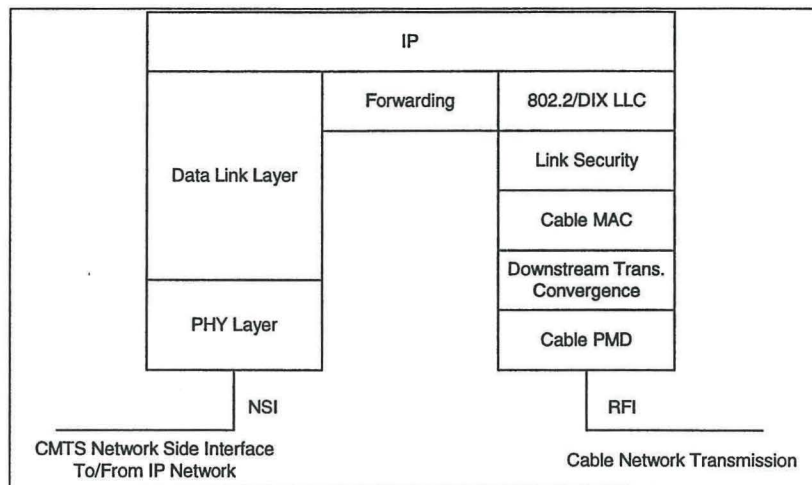 IP
Forwarding
802.2/DIX LLC
Data Link Layer
Link Security
Cable MAC
Downstream Trans.
Convergence
PHY Layer
Cable PMD
NSI
RFI
CMTS Network Side Interface
To/From IP Network
Cable Network Transmission